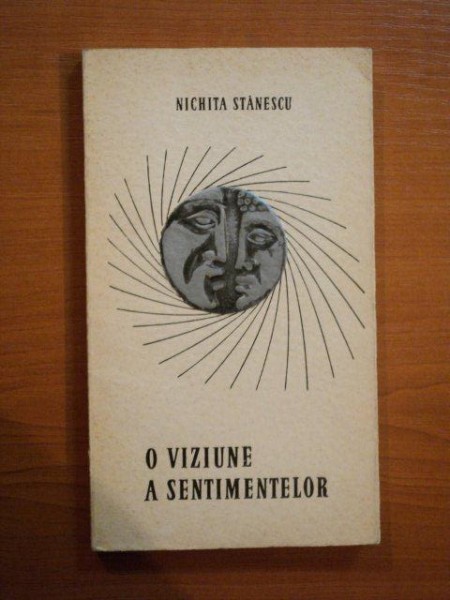 NICHITA STĂNESCU
O VIZIUNE
A SENTIMENTELOR